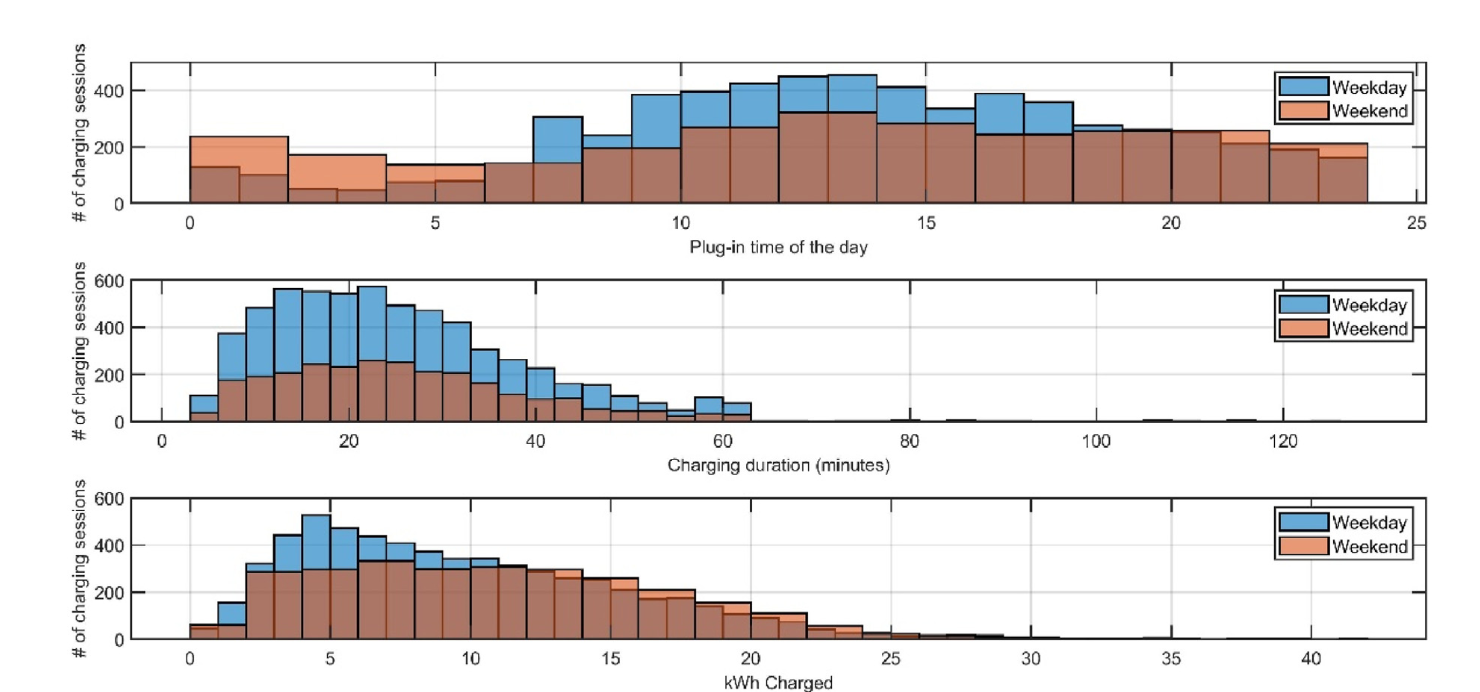 # of charging sessions
400
200
0
Weekday
Weekend
0 5 10 15 20 25
Plug-in time of the day
# of charging sessions
600
400
200
0
Weekday
Weekend
0 20 40 60 80 100 120
Charging duration (minutes)
# of charging sessions
600
400
200
0
Weekday
Weekend
0 5 10 15 20 25 30 35 40
kWh Charged